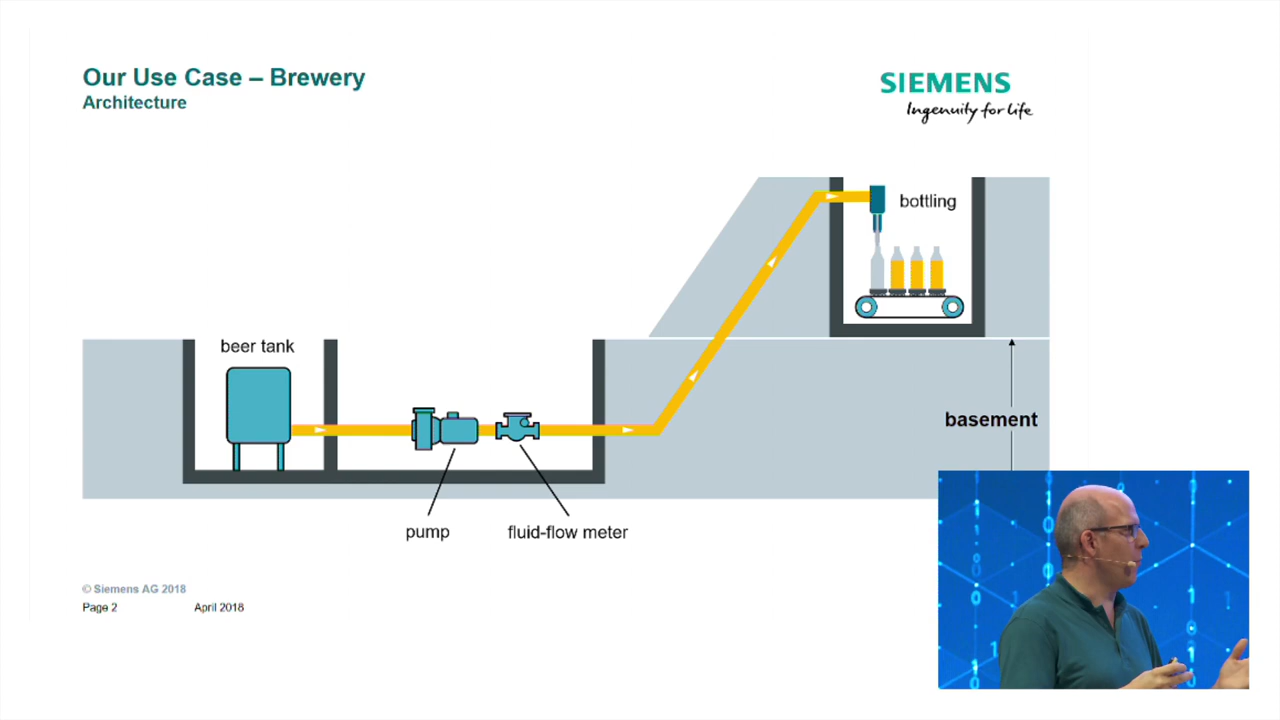 Our Use Case – Brewery
Architecture
SIEMENS
Ingenuity for life
bottling
beer tank
basement
pump
fluid-flow meter
© Siemens AG 2018
Page 2
April 2018